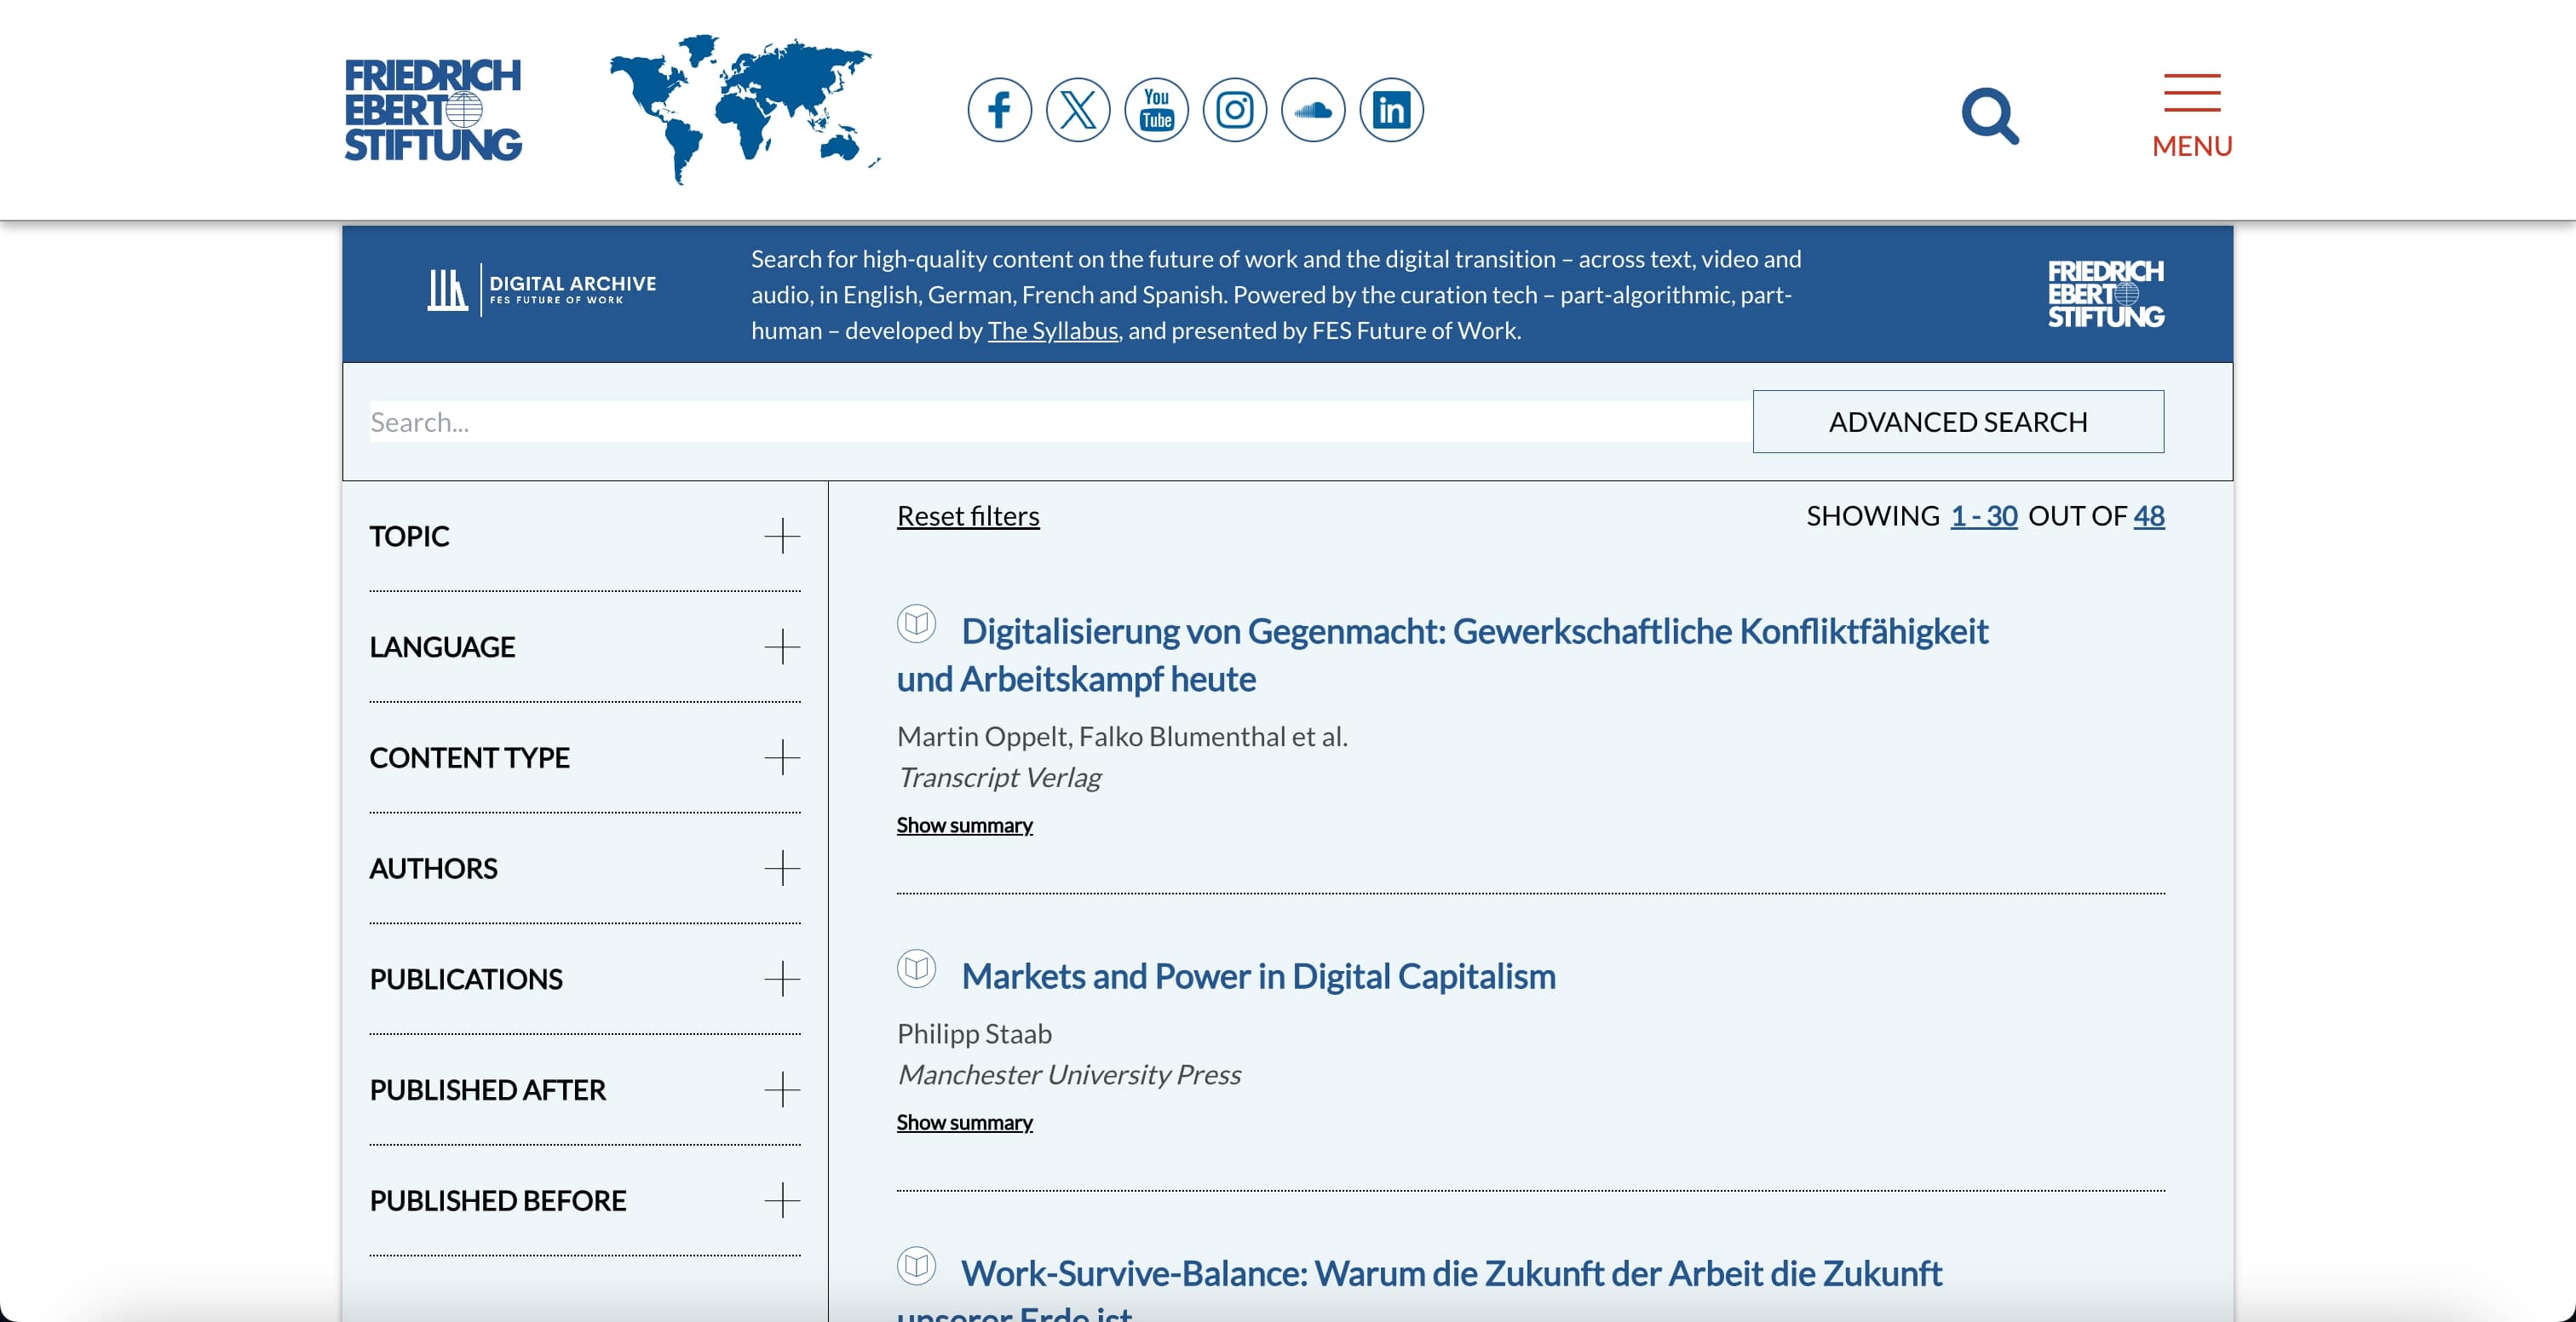 FRIEDRICH
EBERT
STIFTUNG
You
Tube
in
MENU
DIGITAL ARCHIVE
FES FUTURE OF WORK
Search for high-quality content on the future of work and the digital transition – across text, video and
audio, in English, German, French and Spanish. Powered by the curation tech – part-algorithmic, part-
human – developed by The Syllabus, and presented by FES Future of Work.
FRIEDRICH
EBERT
STIFTUNG
Search...
ADVANCED SEARCH
TOPIC
LANGUAGE
CONTENT TYPE
AUTHORS
PUBLICATIONS
PUBLISHED AFTER
PUBLISHED BEFORE
Reset filters
SHOWING 1 - 30 OUT OF 48
Digitalisierung von Gegenmacht: Gewerkschaftliche Konfliktfähigkeit
und Arbeitskampf heute
Martin Oppelt, Falko Blumenthal et al.
Transcript Verlag
Show summary
Markets and Power in Digital Capitalism
Philipp Staab
Manchester University Press
Show summary
Work-Survive-Balance: Warum die Zukunft der Arbeit die Zukunft
unserer Erde ist